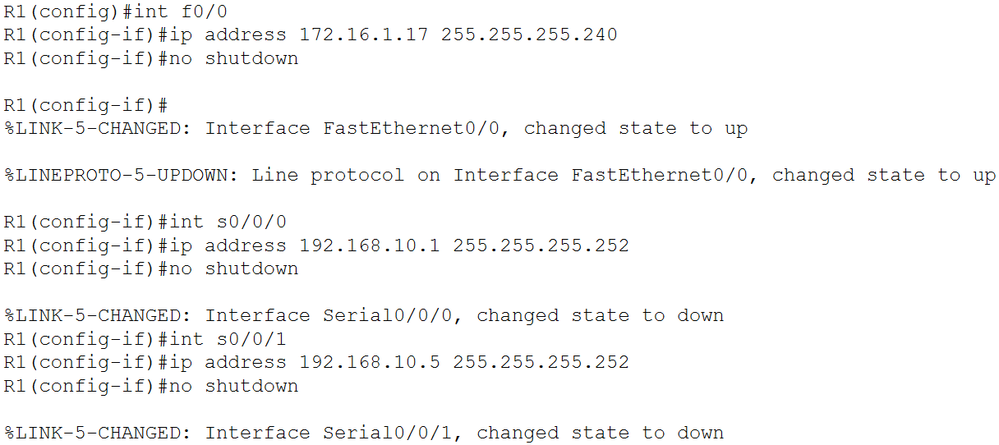 R1(config)#int f0/0
R1(config-if)#ip address 172.16.1.17 255.255.255.240
R1(config-if)#no shutdown
R1(config-if)#
%LINK-5-CHANGED: Interface FastEthernet0/0, changed state to up
%LINEPROTO-5-UPDOWN: Line protocol on Interface FastEthernet0/0, changed state to up
R1(config-if)#int s0/0/0
R1(config-if)#ip address 192.168.10.1 255.255.255.252
R1(config-if)#no shutdown
%LINK-5-CHANGED: Interface Serial0/0/0, changed state to down
R1(config-if)#int s0/0/1
R1(config-if)#ip address 192.168.10.5 255.255.255.252
R1(config-if)#no shutdown
%LINK-5-CHANGED: Interface Serial0/0/1, changed state to down